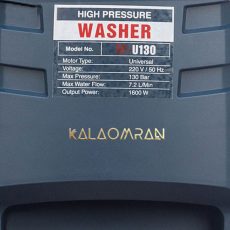 HIGH PRESSURE
WASHER
Model No. U130
Motor Type: Universal
Voltage: 220 V / 50 Hz
Max Pressure: 130 Bar
Max Water Flow: 7.2 L/Min
Output Power: 1600 W
KALAOMRAN